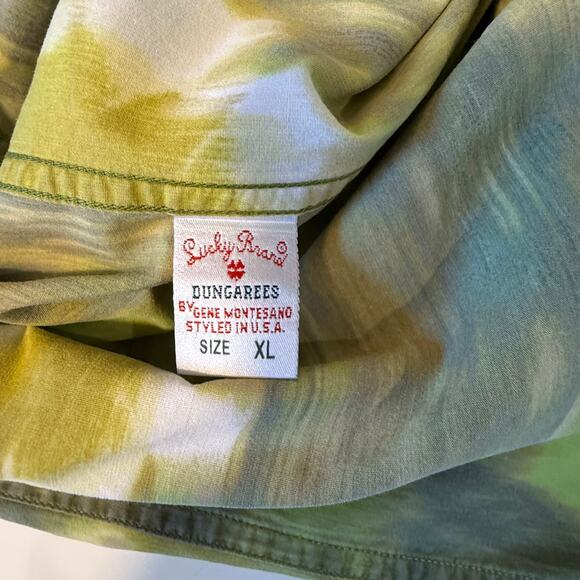 Lucky Brand®
DUNGAREES
BY GENE MONTESANO
STYLED IN U.S.A.
SIZE XL